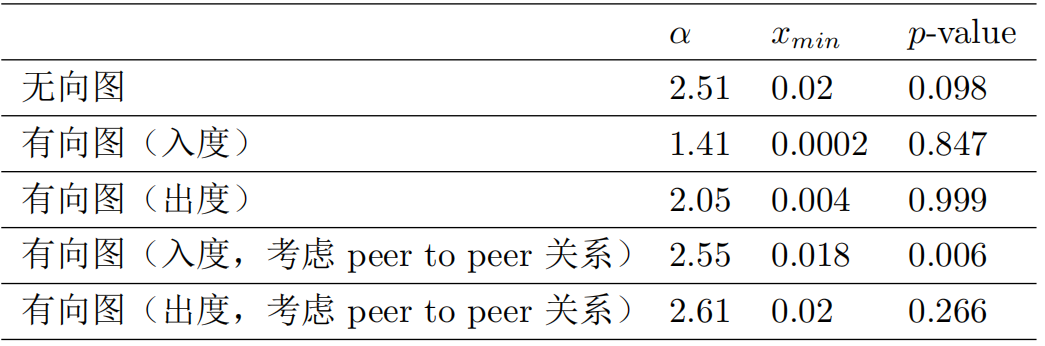 α x_min p-value
无向图 2.51 0.02 0.098
有向图（入度） 1.41 0.0002 0.847
有向图（出度） 2.05 0.004 0.999
有向图（入度，考虑 peer to peer 关系） 2.55 0.018 0.006
有向图（出度，考虑 peer to peer 关系） 2.61 0.02 0.266